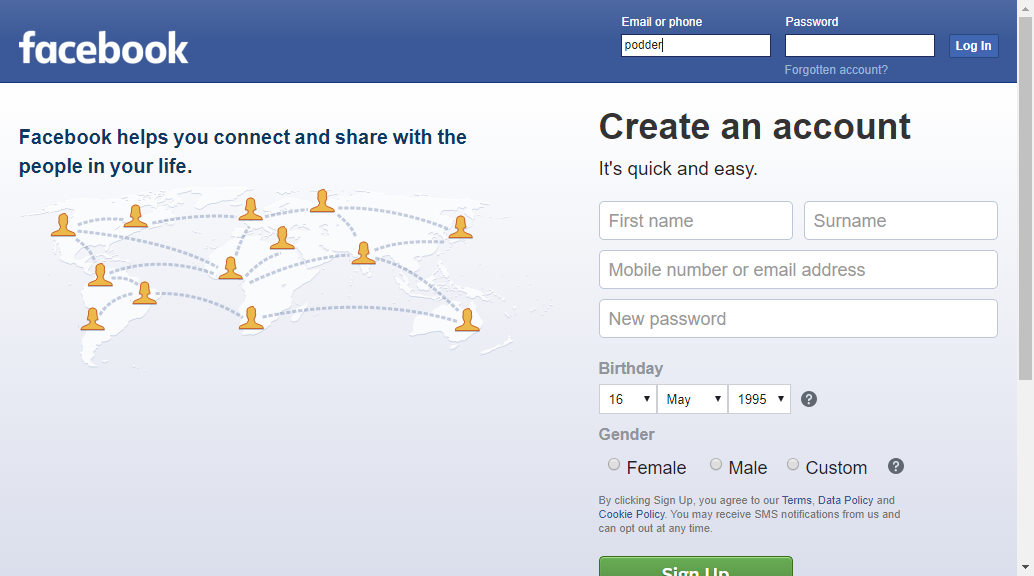 facebook
Email or phone
Password
podder
Log In
Forgotten account?
Facebook helps you connect and share with the
people in your life.
Create an account
It's quick and easy.
First name
Surname
Mobile number or email address
New password
Birthday
16
May
1995
?
Gender
Female
Male
Custom
?
By clicking Sign Up, you agree to our Terms, Data Policy and
Cookie Policy. You may receive SMS notifications from us and
can opt out at any time.
Sign Up